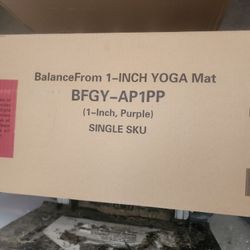 BalanceFrom 1-INCH YOGA Mat
BFGY-AP1PP
(1-Inch, Purple)
SINGLE SKU